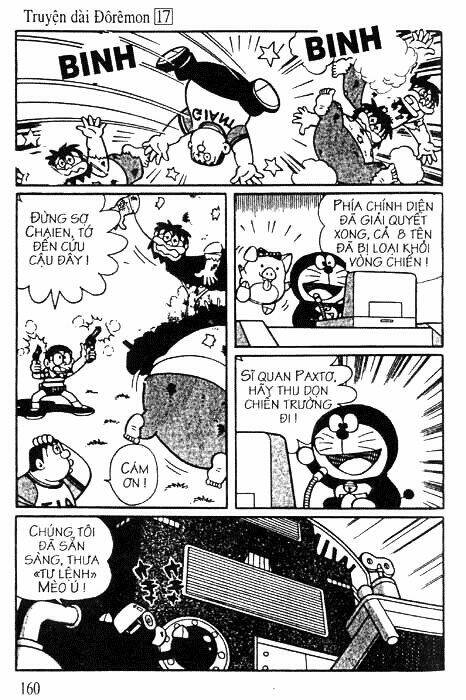 Truyện dài Đôrêmon 17
BINH
BINH
ĐỪNG SỢ
CHAIEN, TỚ
ĐẾN CỨU
CẬU ĐÂY !
PHÍA CHÍNH DIỆN
ĐÃ GIẢI QUYẾT
XONG, CẢ 8 TÊN
ĐÃ BỊ LOẠI KHỎI
VÒNG CHIẾN !
CẢM
ƠN !
SĨ QUAN PAXTƠ,
HÃY THU DỌN
CHIẾN TRƯỜNG
ĐI !
CHÚNG TÔI
ĐÃ SẴN
SÀNG, THƯA
«TƯ LỆNH»
MÈO Ú !
160